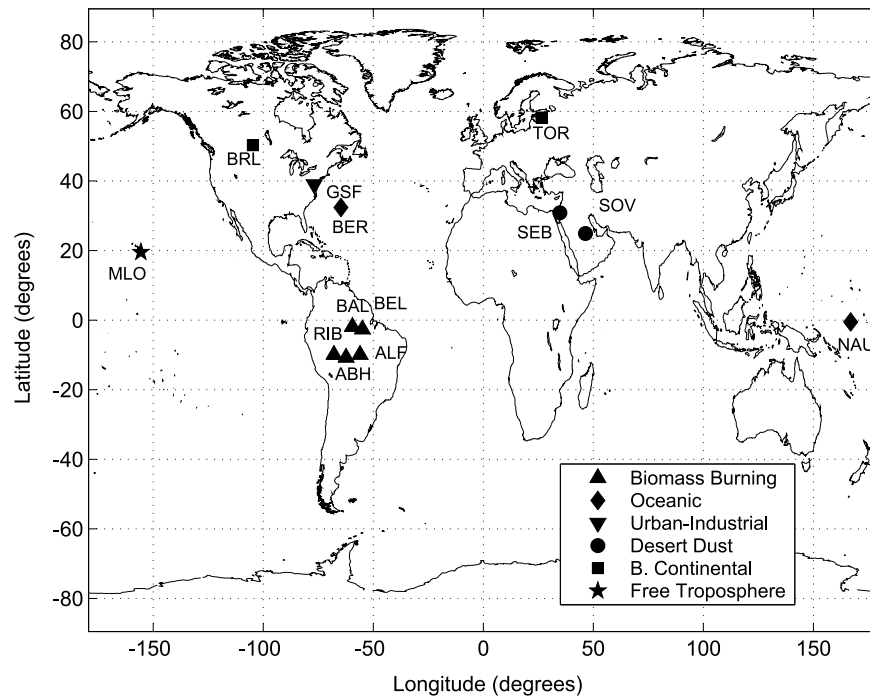 80
60
40
20
0
-20
-40
-60
-80
Latitude (degrees)
-150
-100
-50
0
50
100
150
Longitude (degrees)
TOR
BRL
GSF
BER
SOV
SEB
MLO
BAL
BEL
RIB
ALF
ABH
NAU
Biomass Burning
Oceanic
Urban-Industrial
Desert Dust
B. Continental
Free Troposphere